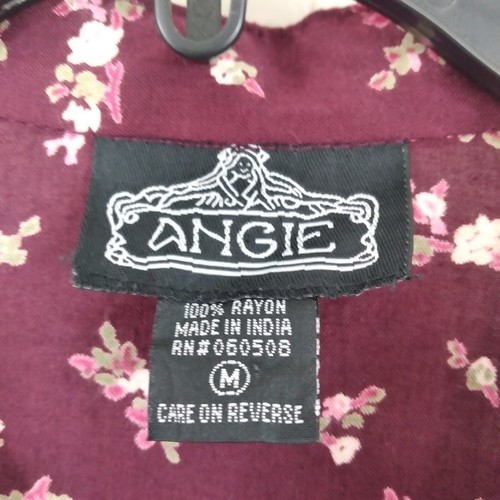 ANGIE
100% RAYON
MADE IN INDIA
RN#060508
M
CARE ON REVERSE